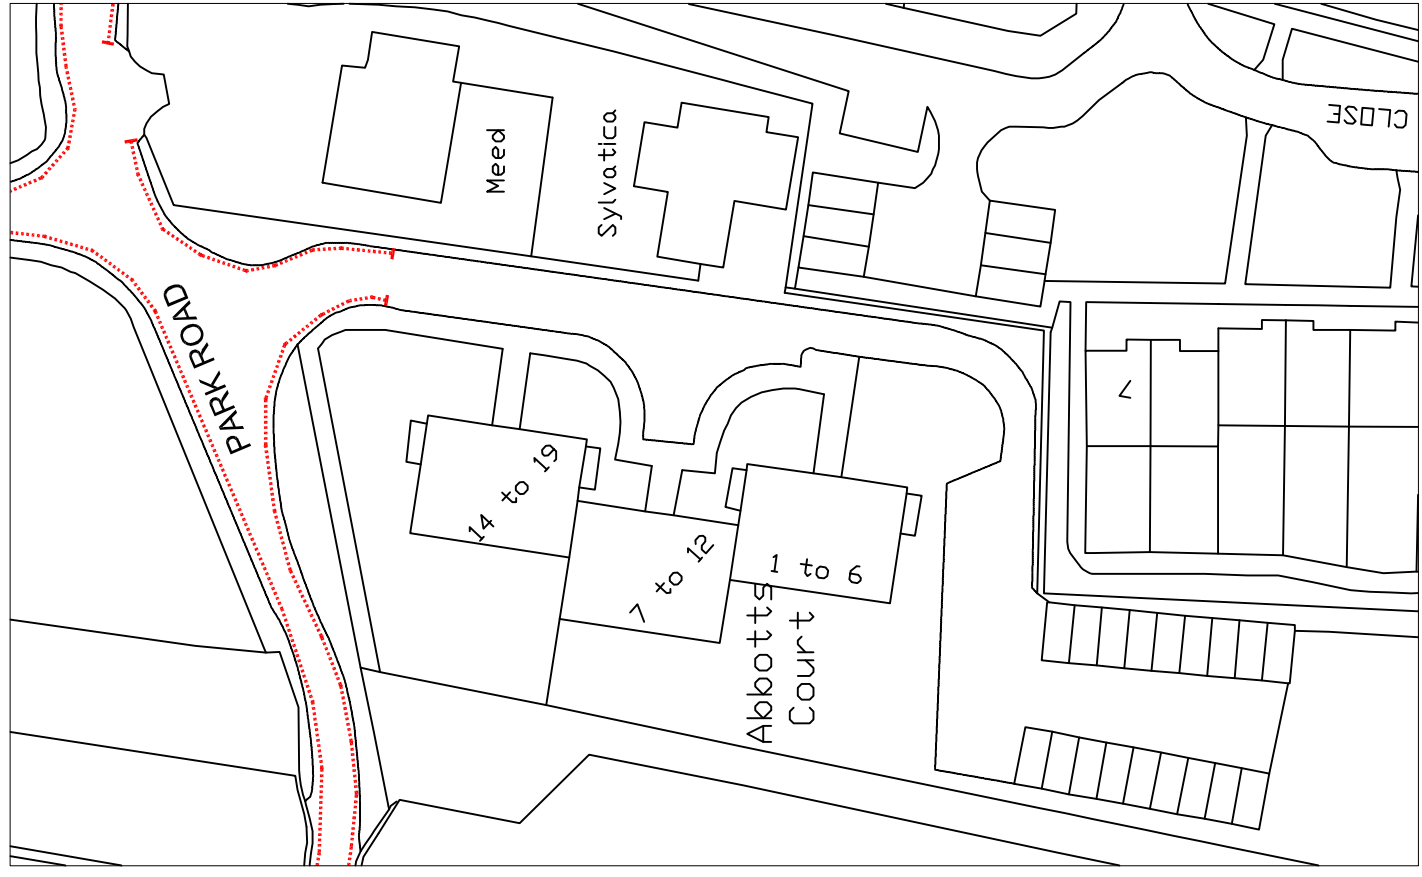 CLOSE
Meed
Sylvatica
PARK ROAD
7
14 to 19
7 to 12
1 to 6
Abbotts
Court